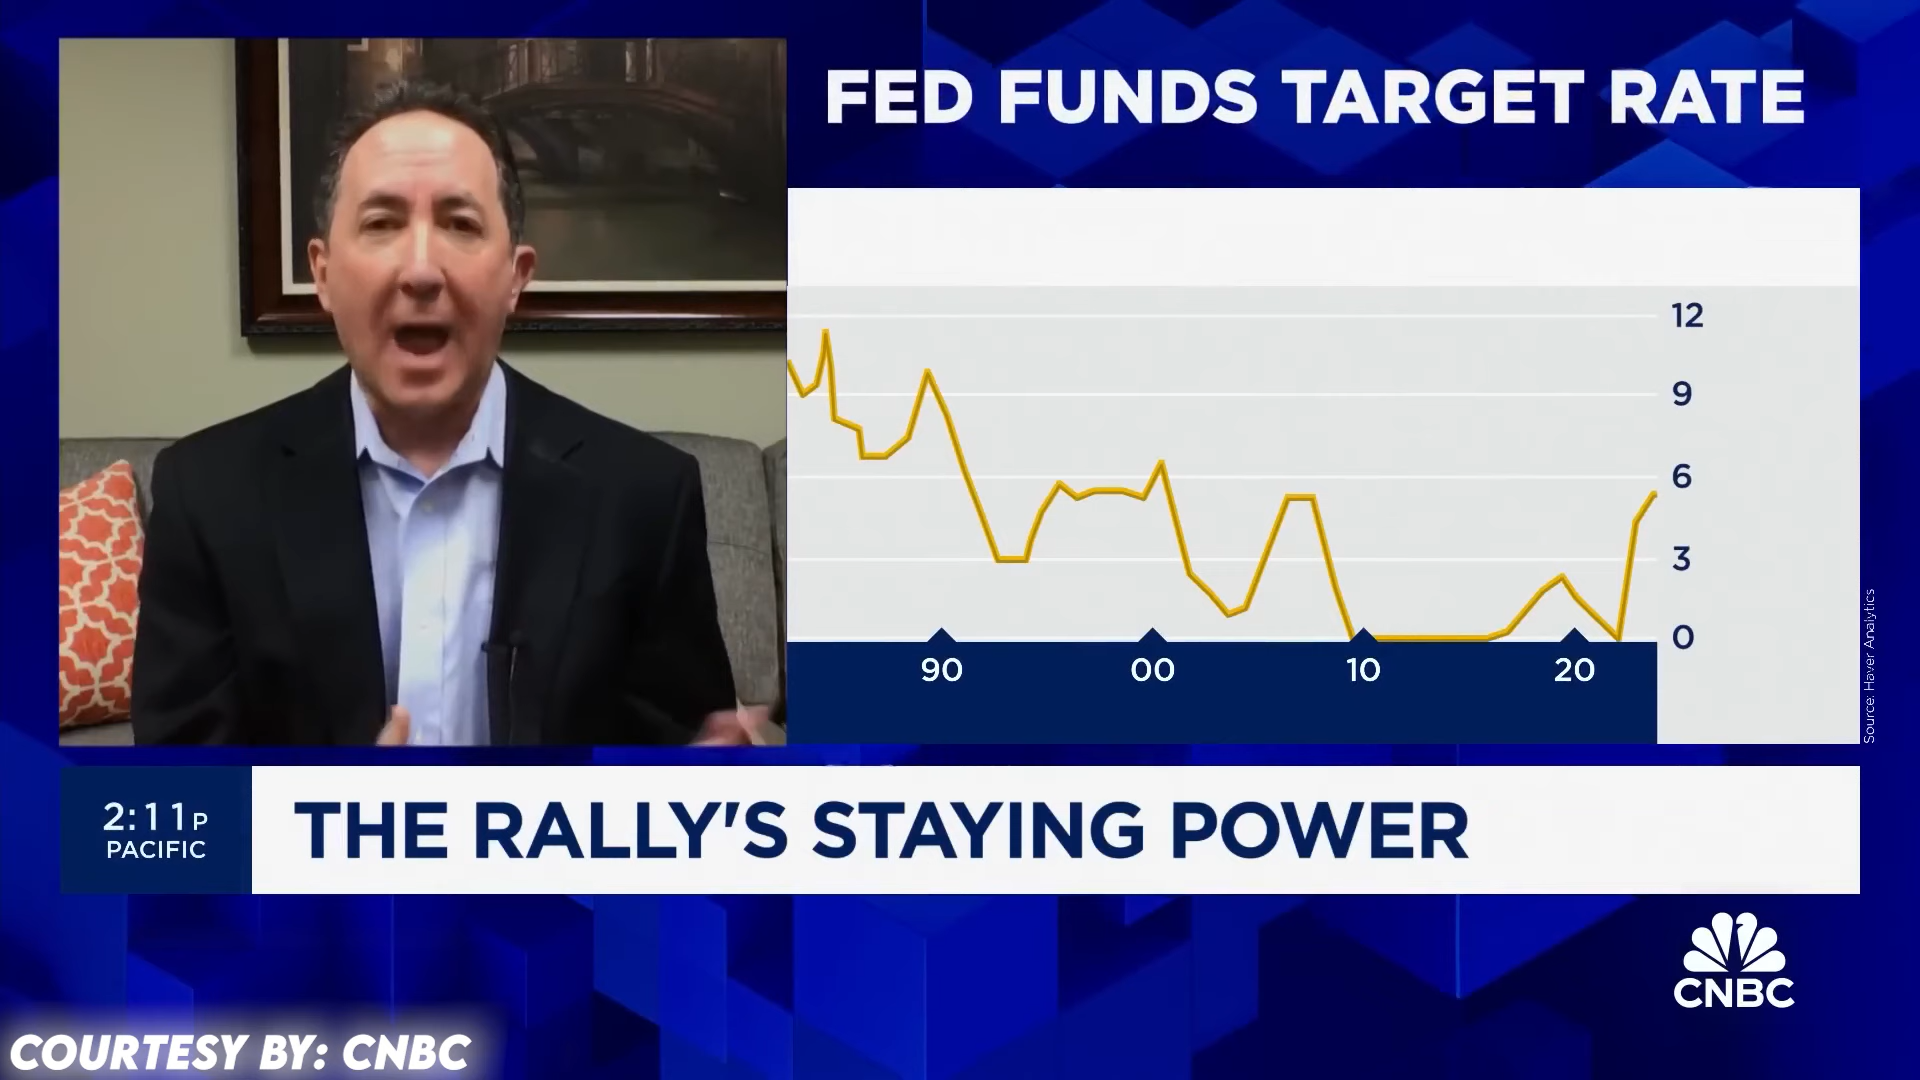 FED FUNDS TARGET RATE
12
9
6
3
0
90 00 10 20
Source: Haver Analytics
2:11P
PACIFIC
THE RALLY'S STAYING POWER
CNBC
COURTESY BY: CNBC